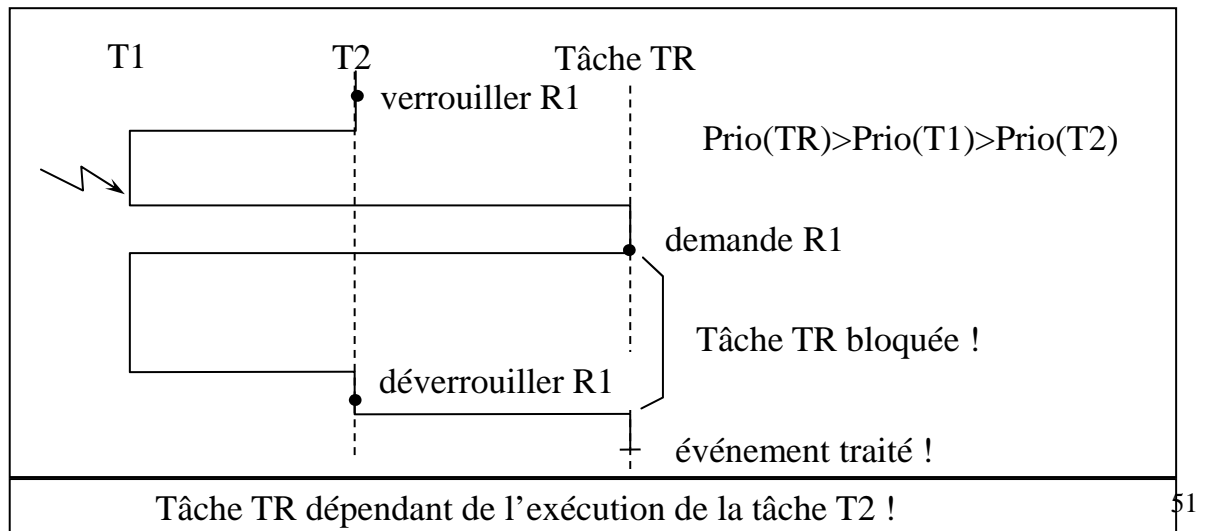 T1 T2 Tâche TR
verrouiller R1
Prio(TR)>Prio(T1)>Prio(T2)
demande R1
Tâche TR bloquée !
déverrouiller R1
événement traité !
Tâche TR dépendant de l’exécution de la tâche T2 !
51